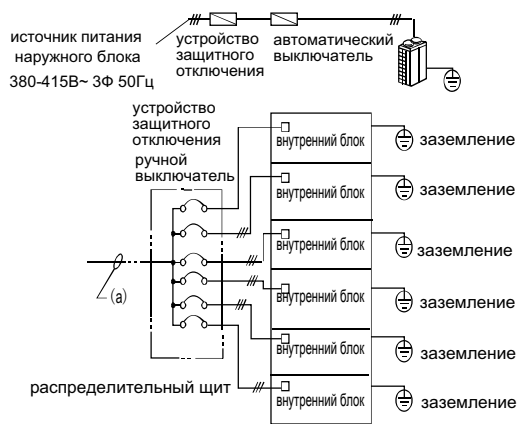 источник питания
наружного блока
380-415В~ 3Ф 50Гц
устройство
защитного
отключения
автоматический
выключатель
устройство
защитного
отключения
ручной
выключатель
(a)
распределительный щит
внутренний блок
заземление
внутренний блок
заземление
внутренний блок
заземление
внутренний блок
заземление
внутренний блок
заземление
внутренний блок
заземление